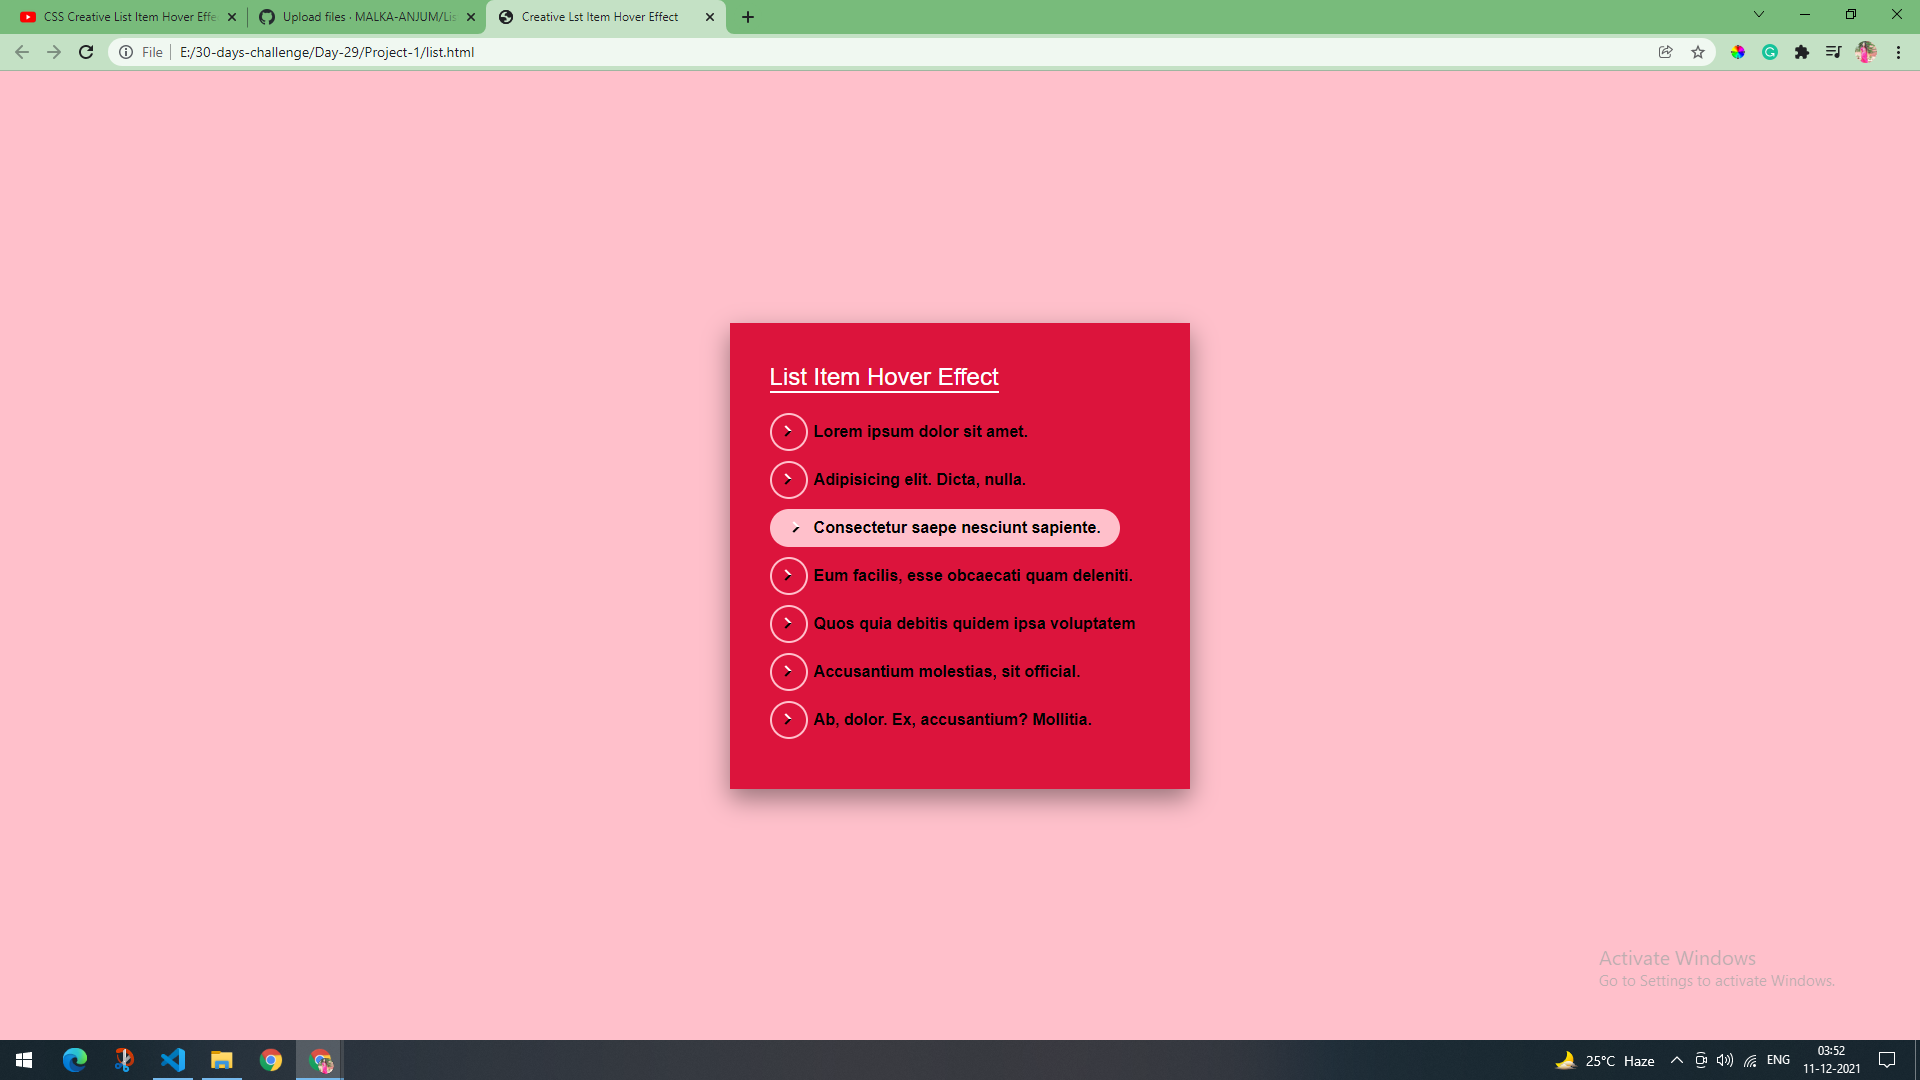 CSS Creative List Item Hover Effe
Upload files · MALKA-ANJUM/Lis
Creative Lst Item Hover Effect
File
E:/30-days-challenge/Day-29/Project-1/list.html
List Item Hover Effect
Lorem ipsum dolor sit amet.
Adipisicing elit. Dicta, nulla.
Consectetur saepe nesciunt sapiente.
Eum facilis, esse obcaecati quam deleniti.
Quos quia debitis quidem ipsa voluptatem
Accusantium molestias, sit official.
Ab, dolor. Ex, accusantium? Mollitia.
Activate Windows
Go to Settings to activate Windows.
25°C Haze
ENG
03:52
11-12-2021